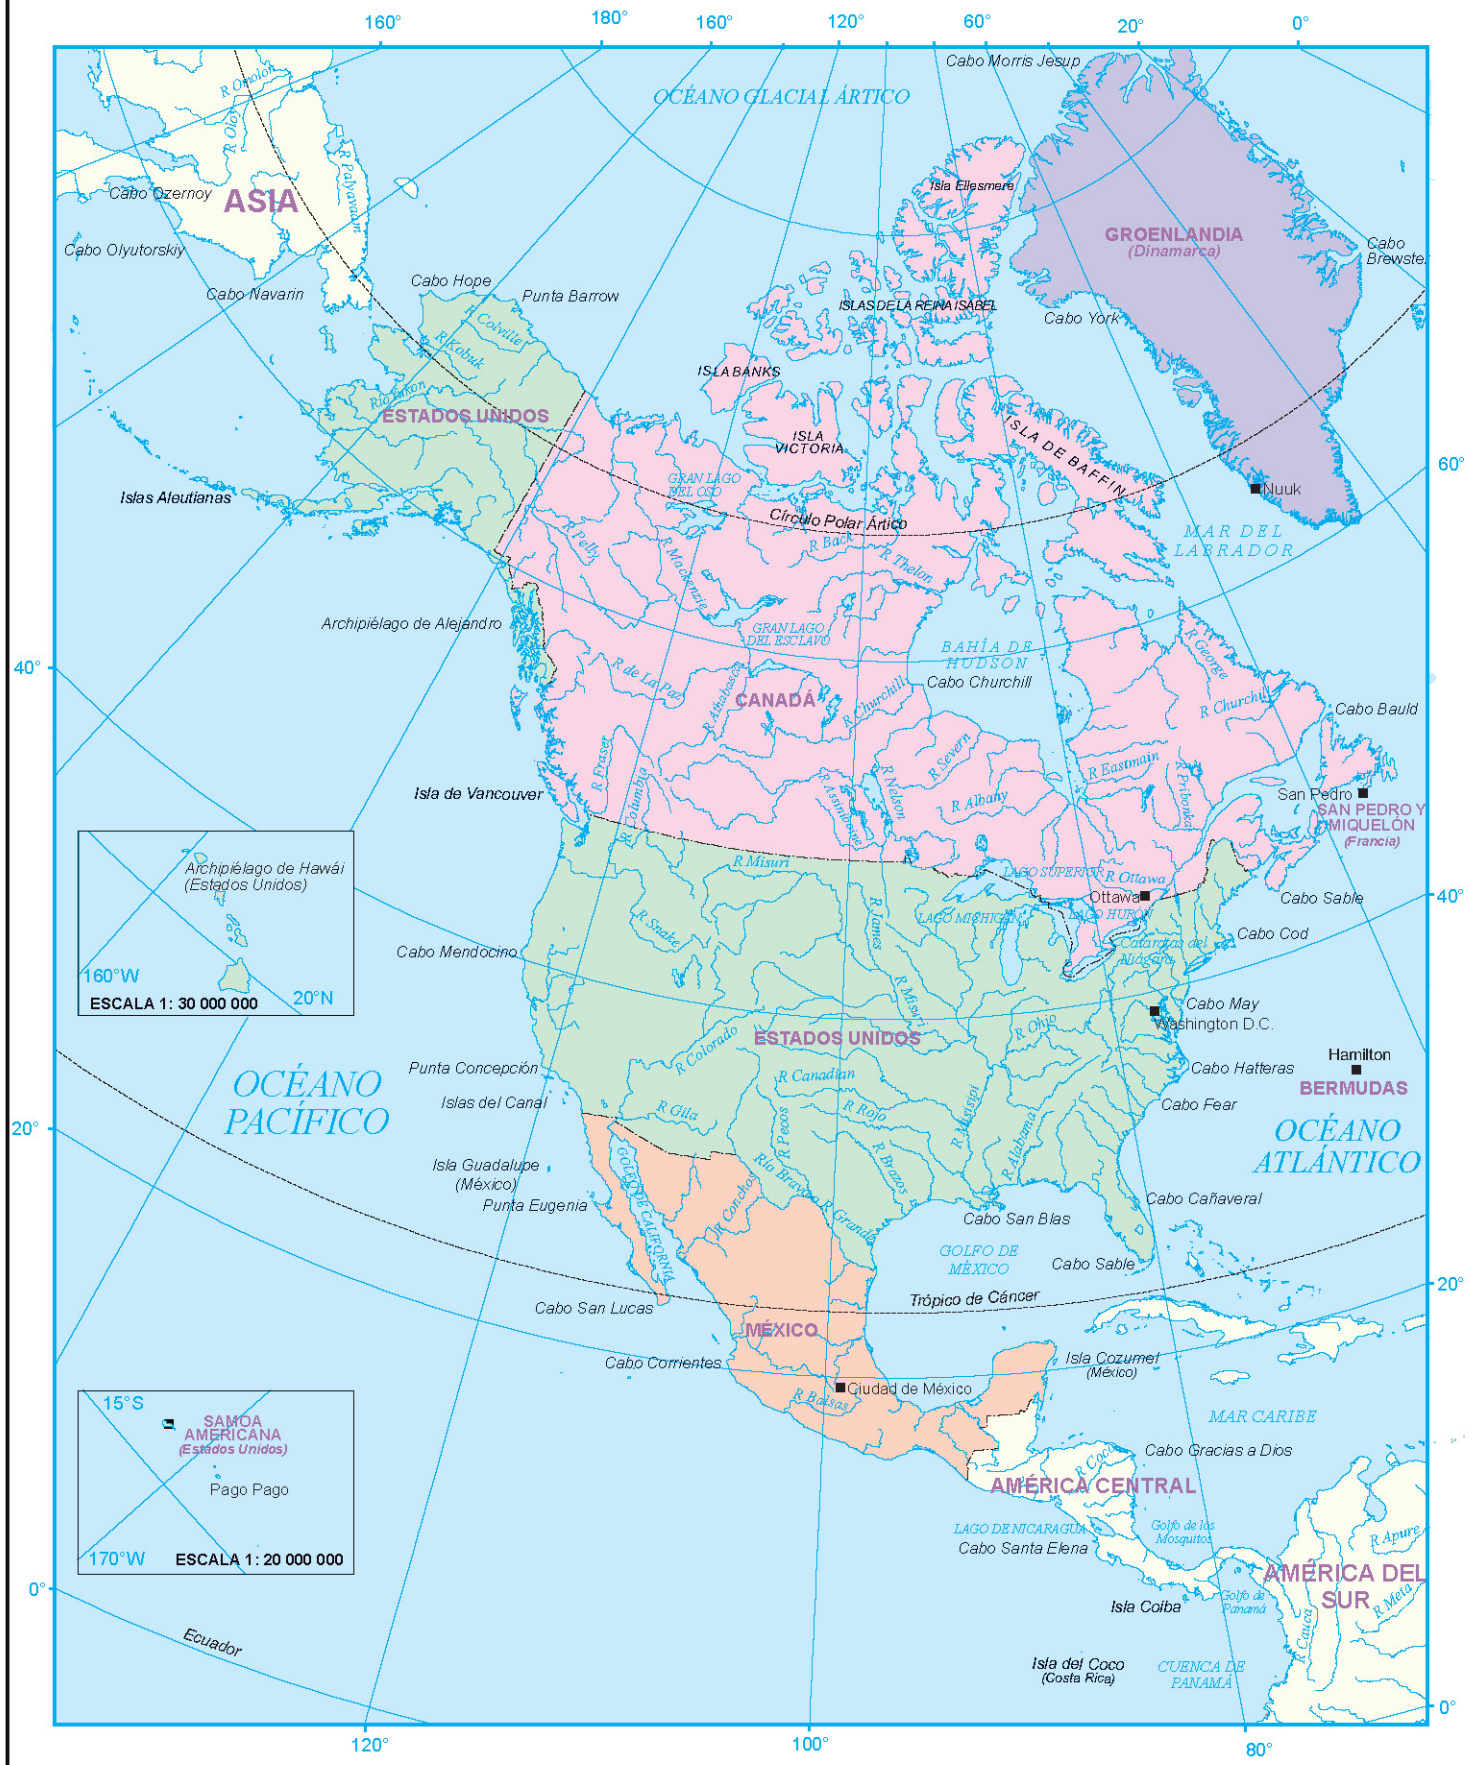 160°
180°
160°
120°
60°
20°
0°
Cabo Morris Jesup
OCÉANO GLACIAL ÁRTICO
R Omolon
R Oloy
R Palyavaam
Cabo Ozernoy
ASIA
Isla Ellesmere
Cabo Olyutorskiy
GROENLANDIA
(Dinamarca)
Cabo
Brewste
Cabo Navarin
Cabo Hope
Punta Barrow
ISLAS DE LA REINA ISABEL
Cabo York
R Colviller
R Kobuk
ISLA BANKS
Río Yukon
ESTADOS UNIDOS
ISLA
VICTORIA
ISLA DE BAFFIN
60°
GRAN LAGO
DEL OSO
Nuuk
Islas Aleutianas
Círculo Polar Ártico
MAR DEL
LABRADOR
R Pelly
R Back
R Mackenzie
R Thelon
Archipiélago de Alejandro
GRAN LAGO
DEL ESCLAVO
BAHÍA DE
HUDSON
R George
40°
R de La Paz
Cabo Churchill
R Athabasca
CANADÁ
R Churchill
R Churchil
Cabo Bauld
R Fraser
R Severn
R Eastmain
R Columbia
R Nelson
R Pribonka
Isla de Vancouver
R Assiniboine
R Albany
San Pedro
SAN PEDRO Y
MIQUELÓN
(Francia)
Archipiélago de Hawái
(Estados Unidos)
R Misuri
LAGO SUPERIOR
R Ottawa
Ottawa
Cabo Sable
40°
R Snake
R James
LAGO MICHIGAN
LAGO HURÓN
Cabo Cod
Cabo Mendocino
Cataratas del
Niágara
160°W
20°N
ESCALA 1: 30 000 000
R Misuri
Cabo May
Washington D.C.
R Ohio
R Colorado
ESTADOS UNIDOS
Hamilton
BERMUDAS
Punta Concepción
R Canadian
Cabo Hatteras
OCÉANO
PACÍFICO
Islas del Canal
R Gila
R Pecos
R Rojo
R Misisipi
R Alabama
Cabo Fear
20°
OCÉANO
ATLÁNTICO
Isla Guadalupe
(México)
GOLFO DE CALIFORNIA
Río Bravo o R Grande
R Brazos
Punta Eugenia
R Conchos
Cabo Cañaveral
Cabo San Blas
GOLFO DE
MÉXICO
Cabo Sable
20°
Trópico de Cáncer
Cabo San Lucas
MÉXICO
Cabo Corrientes
Isla Cozumel
(México)
Ciudad de México
R Balsas
15°S
SAMOA
AMERICANA
(Estados Unidos)
MAR CARIBE
Cabo Gracias a Dios
R Coco
Pago Pago
AMÉRICA CENTRAL
LAGO DE NICARAGUA
Golfo de los
Mosquitos
R Apure
170°W
ESCALA 1: 20 000 000
Cabo Santa Elena
AMÉRICA DEL
SUR
0°
Isla Coiba
Golfo de
Panamá
R Meta
R Cauca
Ecuador
Isla del Coco
(Costa Rica)
CUENCA DE
PANAMÁ
0°
120°
100°
80°